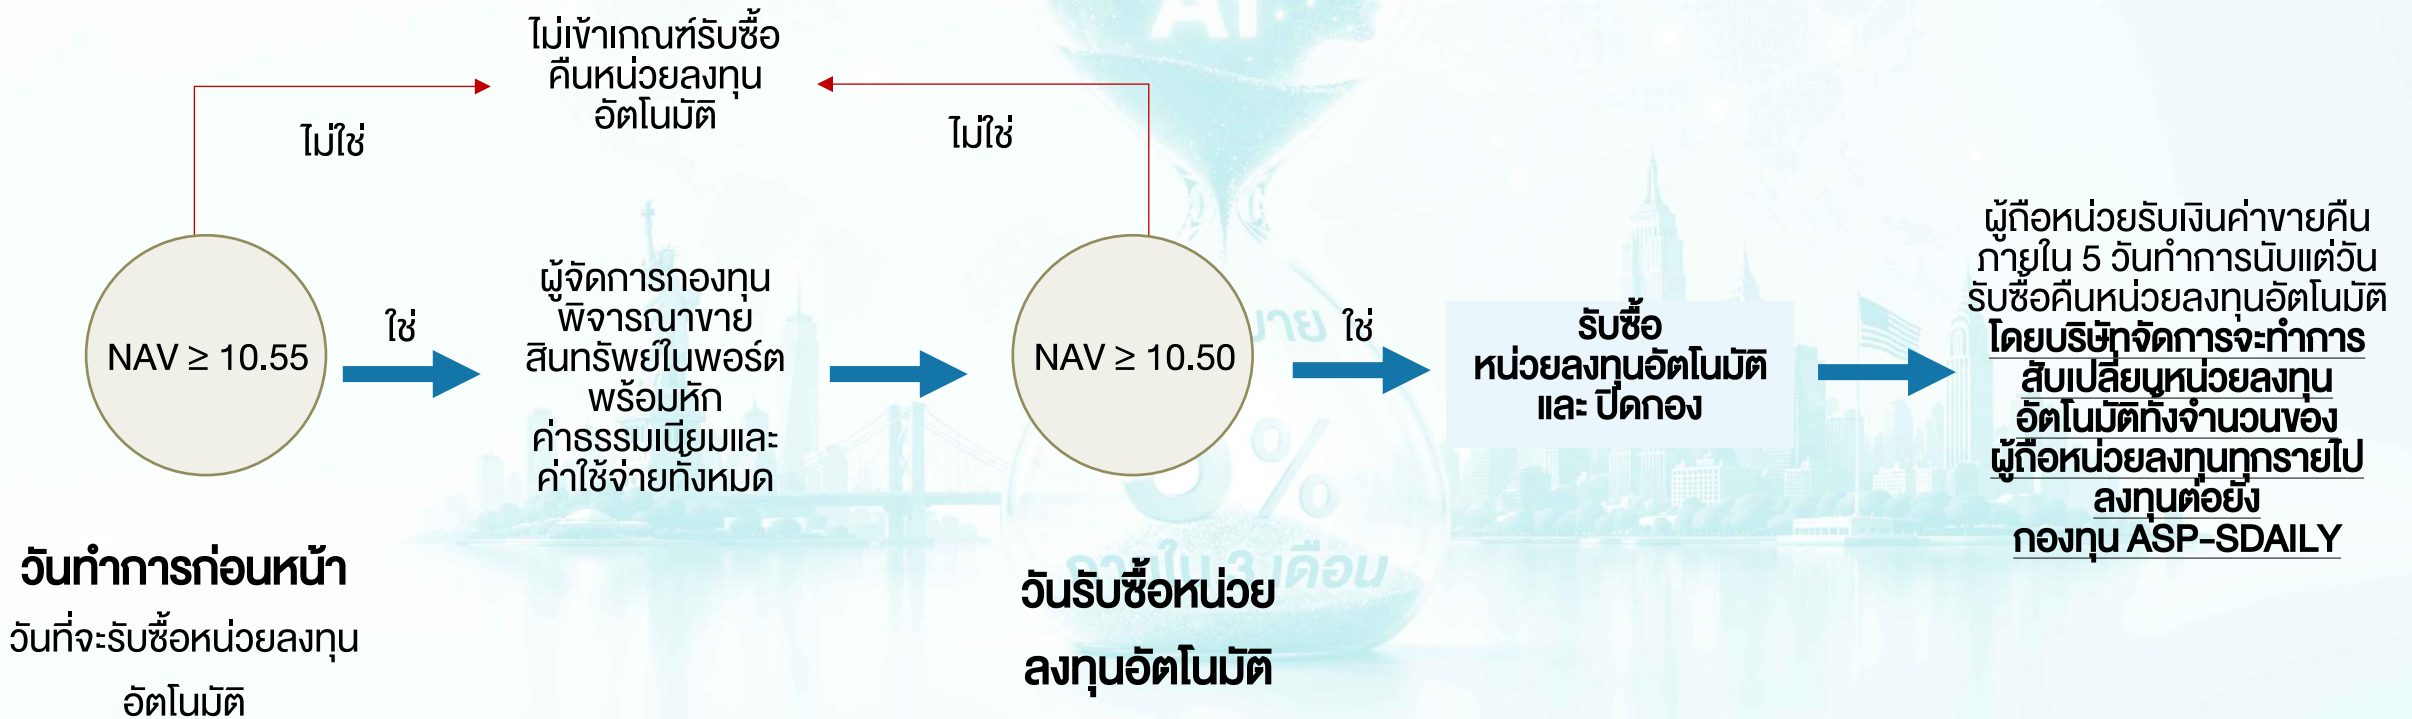 ไม่เข้าเกณฑ์รับซื้อ
คืนหน่วยลงทุน
อัตโนมัติ
ไม่ใช่
ไม่ใช่
NAV ≥ 10.55
ใช่
ผู้จัดการกองทุน
พิจารณาขาย
สินทรัพย์ในพอร์ต
พร้อมหัก
ค่าธรรมเนียมและ
ค่าใช้จ่ายทั้งหมด
NAV ≥ 10.50
ใช่
รับซื้อ
หน่วยลงทุนอัตโนมัติ
และ ปิดกอง
ผู้ถือหน่วยรับเงินค่าขายคืน
ภายใน 5 วันทำการนับแต่วัน
รับซื้อคืนหน่วยลงทุนอัตโนมัติ
โดยบริษัทจัดการจะทำการ
สับเปลี่ยนหน่วยลงทุน
อัตโนมัติทั้งจำนวนของ
ผู้ถือหน่วยลงทุนทุกรายไป
ลงทุนต่อยัง
กองทุน ASP-SDAILY
วันทำการก่อนหน้า
วันที่จะรับซื้อหน่วยลงทุน
อัตโนมัติ
วันรับซื้อหน่วย
ลงทุนอัตโนมัติ
AI
%
ภายใน 3 เดือน